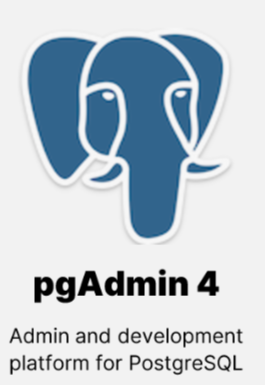 pgAdmin 4
Admin and development
platform for PostgreSQL